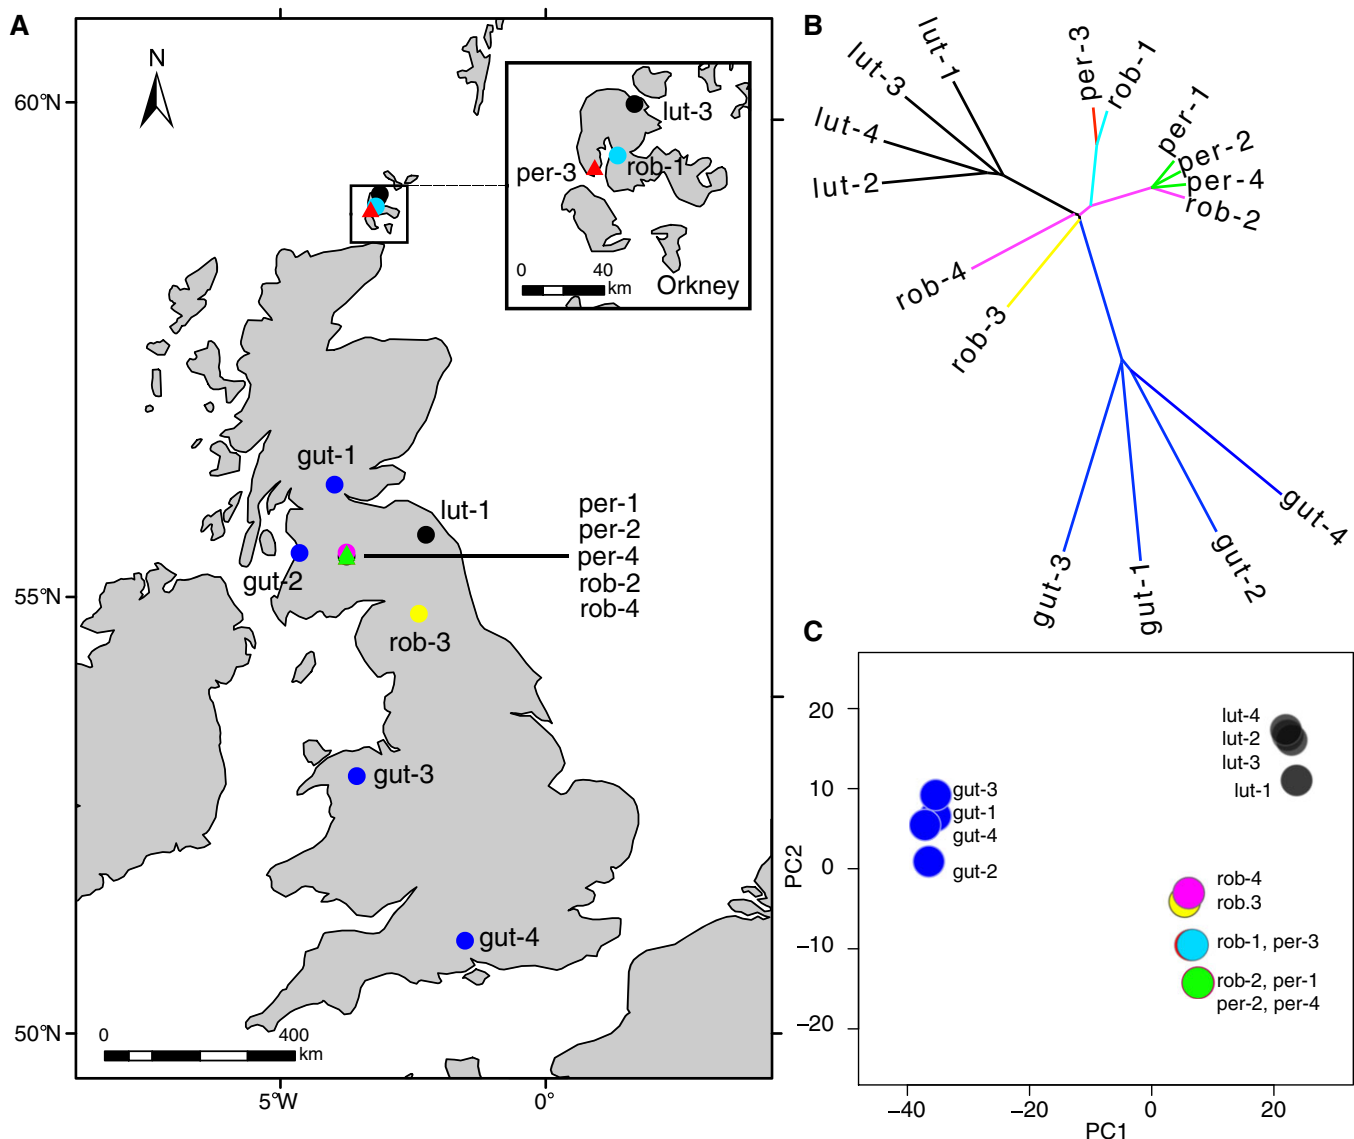 A
N
60°N
55°N
50°N
5°W
0°
lut-3
per-3
rob-1
0
40
km
Orkney
gut-1
lut-1
gut-2
per-1
per-2
per-4
rob-2
rob-4
rob-3
gut-3
gut-4
0
400
km
B
lut-1
lut-3
lut-4
lut-2
per-3
rob-1
per-1
per-2
per-4
rob-2
rob-4
rob-3
gut-3
gut-1
gut-2
gut-4
C
PC2
20
10
0
−10
−20
lut-4
lut-2
lut-3
lut-1
gut-3
gut-1
gut-4
gut-2
rob-4
rob.3
rob-1, per-3
rob-2, per-1
per-2, per-4
−40
−20
0
20
PC1